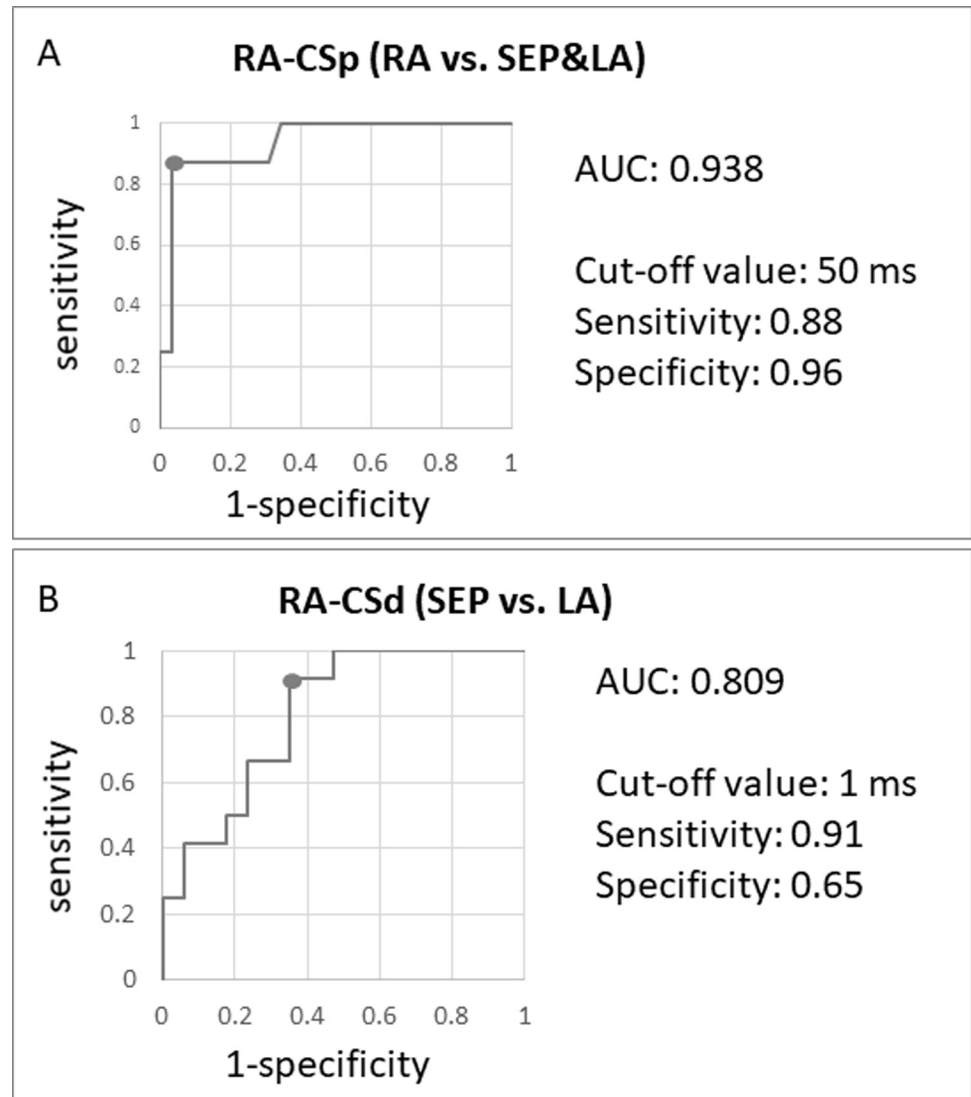 A
RA-CSp (RA vs. SEP&LA)
1
0.8
0.6
0.4
0.2
0
sensitivity
0 0.2 0.4 0.6 0.8 1
1-specificity
AUC: 0.938
Cut-off value: 50 ms
Sensitivity: 0.88
Specificity: 0.96
B
RA-CSd (SEP vs. LA)
1
0.8
0.6
0.4
0.2
0
sensitivity
0 0.2 0.4 0.6 0.8 1
1-specificity
AUC: 0.809
Cut-off value: 1 ms
Sensitivity: 0.91
Specificity: 0.65